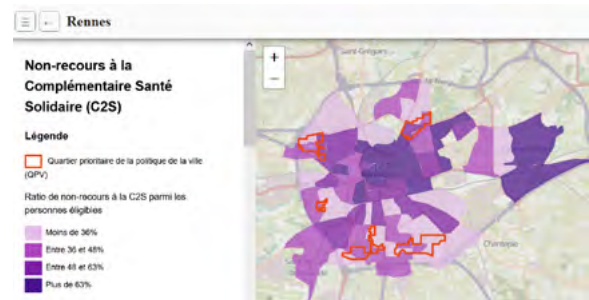 Rennes
Non-recours à la
Complémentaire Santé
Solidaire (C2S)
Légende
Quartier prioritaire de la politique de la ville
(QPV)
Ratio de non-recours à la C2S parmi les
personnes éligibles
Moins de 36%
Entre 36 et 48%
Entre 48 et 63%
Plus de 63%
+
−
Saint-Grégoire
Chantepie